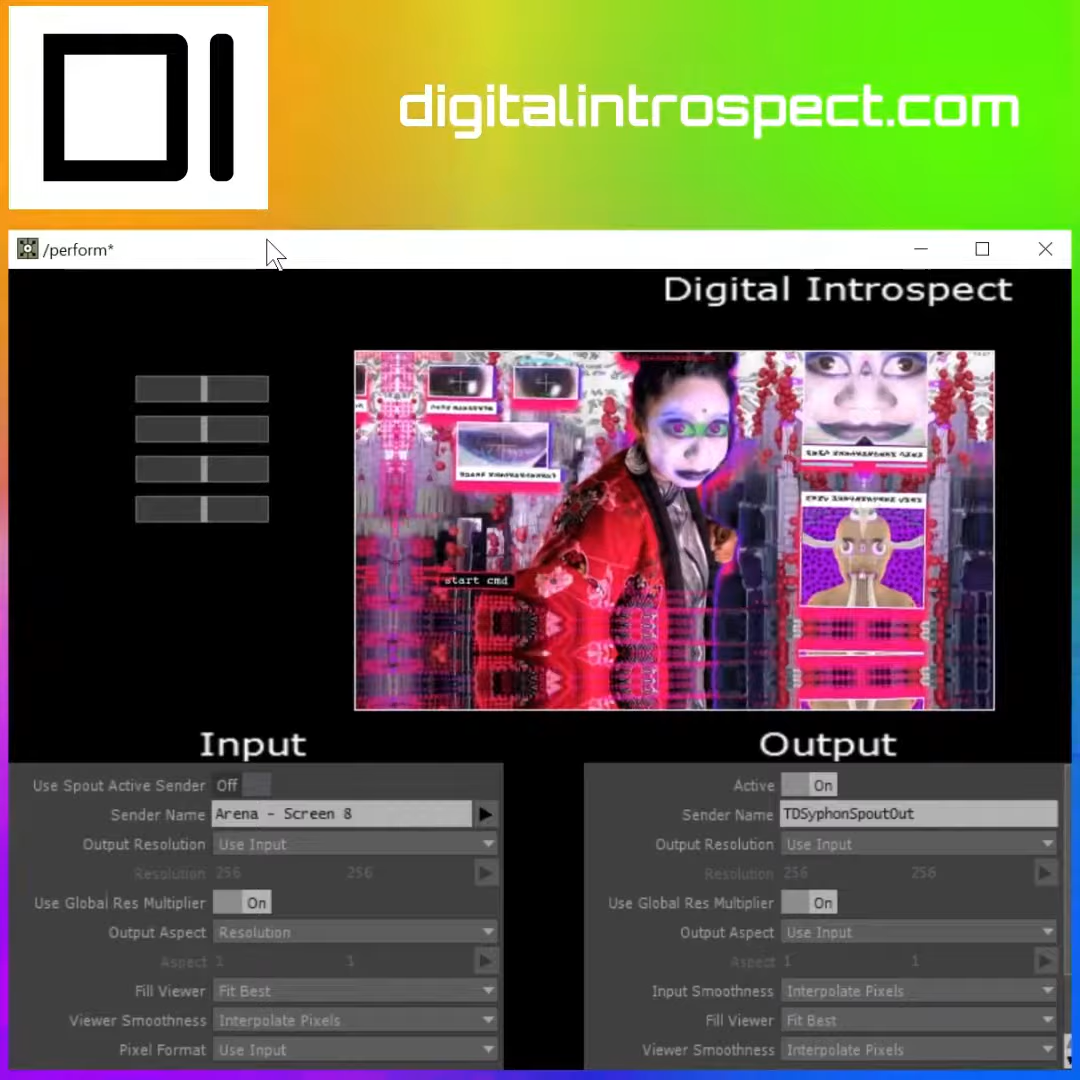 DI
digitalintrospect.com
/perform*
Digital Introspect
start cmd
Input
Use Spout Active Sender Off
Sender Name Arena - Screen 8
Output Resolution Use Input
Resolution 256 256
Use Global Res Multiplier On
Output Aspect Resolution
Aspect 1 1
Fill Viewer Fit Best
Viewer Smoothness Interpolate Pixels
Pixel Format Use Input
Output
Active On
Sender Name TDSyphonSpoutOut
Output Resolution Use Input
Resolution 256 256
Use Global Res Multiplier On
Output Aspect Use Input
Aspect 1 1
Input Smoothness Interpolate Pixels
Fill Viewer Fit Best
Viewer Smoothness Interpolate Pixels